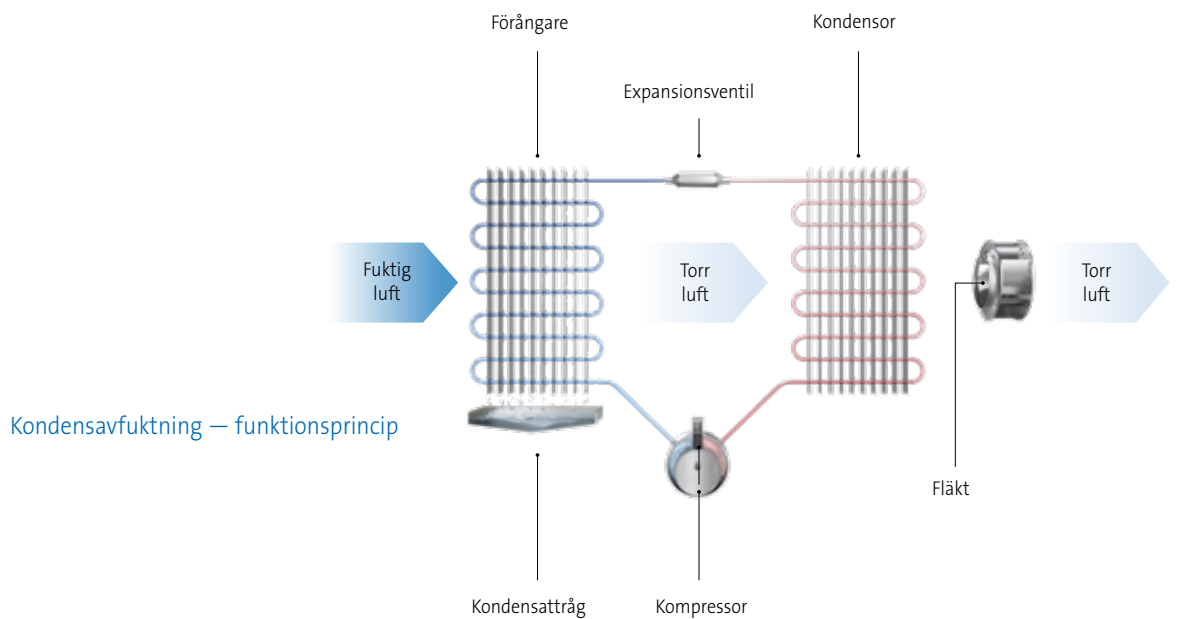 Förångare
Kondensor
Expansionsventil
Fuktig
luft
Torr
luft
Torr
luft
Kondensavfuktning — funktionsprincip
Fläkt
Kondensattråg
Kompressor